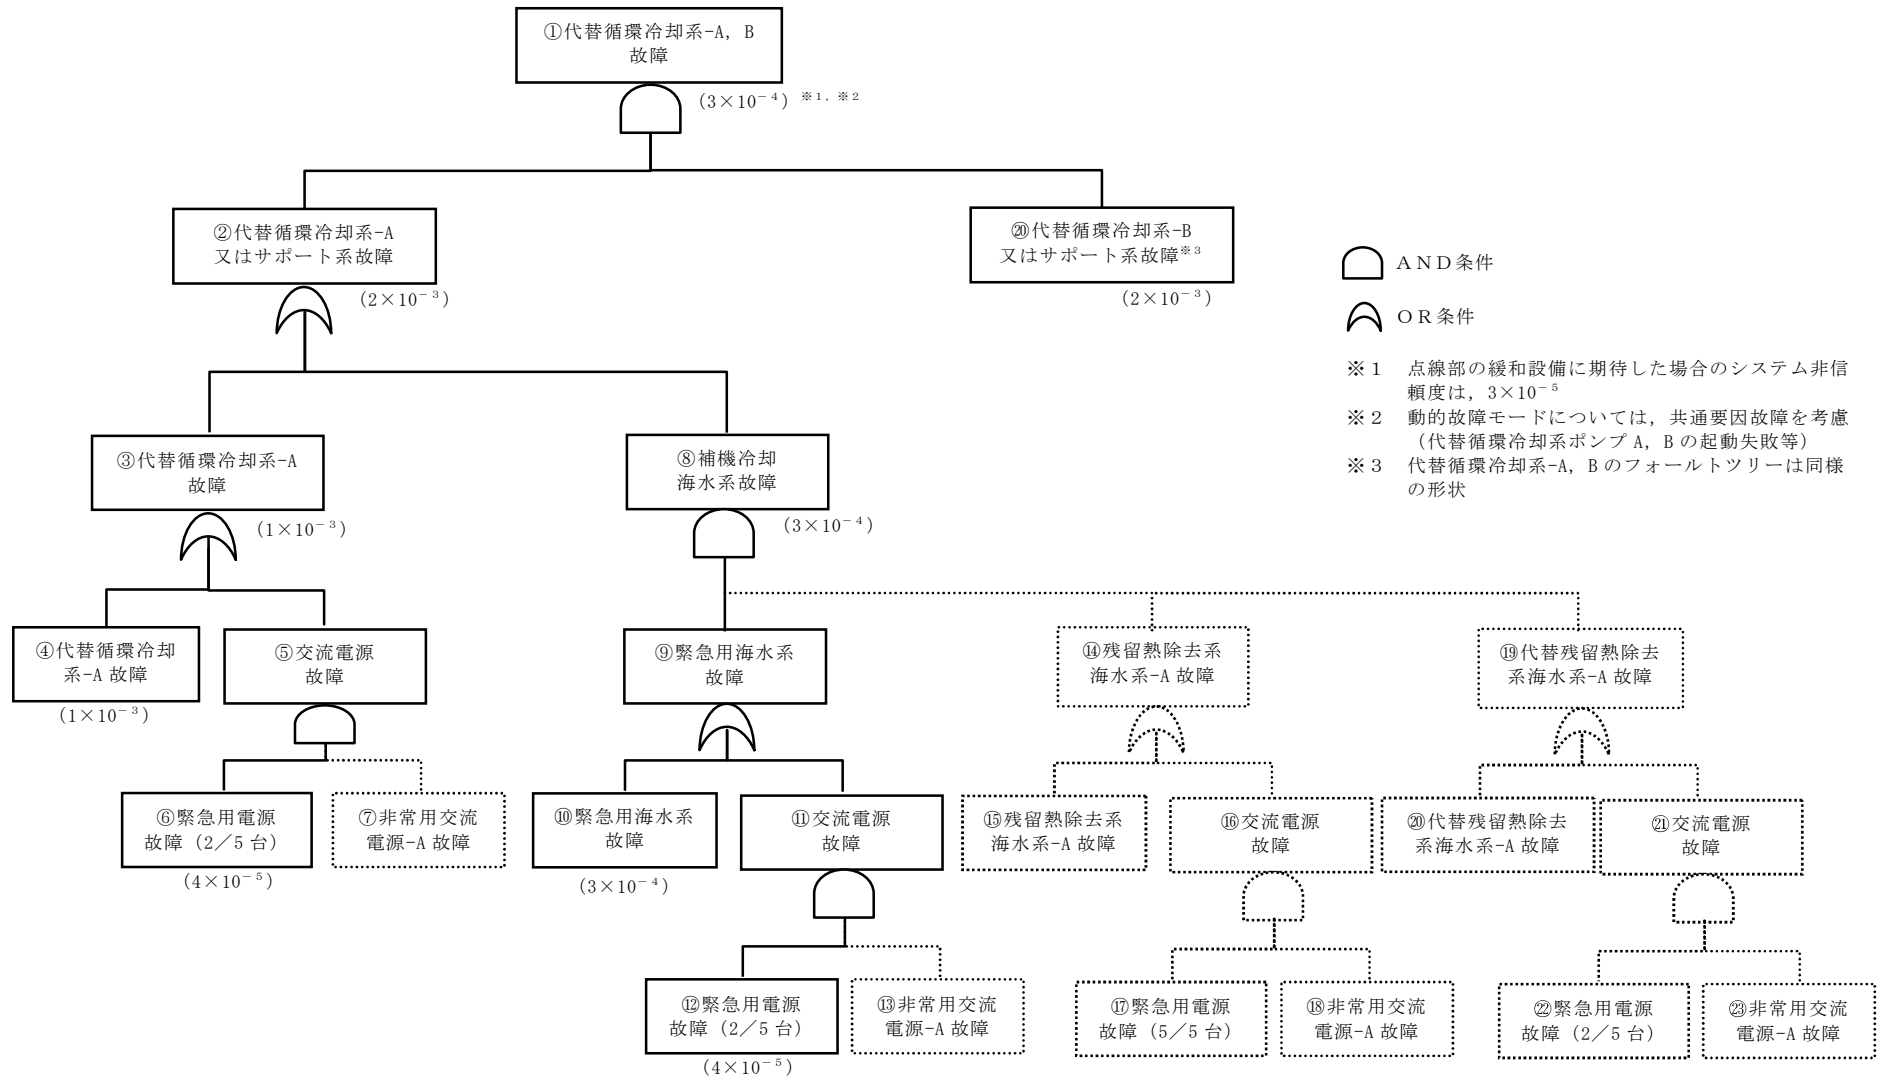 ①代替循環冷却系-A, B
故障
(3×10⁻⁴) ※1, ※2
②代替循環冷却系-A
又はサポート系故障
(2×10⁻³)
⑳代替循環冷却系-B
又はサポート系故障※3
(2×10⁻³)
AND条件
OR条件
※1 点線部の緩和設備に期待した場合のシステム非信
頼度は, 3×10⁻⁵
※2 動的故障モードについては, 共通要因故障を考慮
(代替循環冷却系ポンプ A, B の起動失敗等)
※3 代替循環冷却系-A, B のフォールトツリーは同様
の形状
③代替循環冷却系-A
故障
(1×10⁻³)
⑧補機冷却
海水系故障
(3×10⁻⁴)
④代替循環冷却
系-A 故障
(1×10⁻³)
⑤交流電源
故障
⑨緊急用海水系
故障
⑭残留熱除去系
海水系-A 故障
⑲代替残留熱除去
系海水系-A 故障
⑥緊急用電源
故障(2/5 台)
(4×10⁻⁵)
⑦非常用交流
電源-A 故障
⑩緊急用海水系
故障
(3×10⁻⁴)
⑪交流電源
故障
⑮残留熱除去系
海水系-A 故障
⑯交流電源
故障
⑳代替残留熱除去
系海水系-A 故障
㉑交流電源
故障
⑫緊急用電源
故障(2/5 台)
(4×10⁻⁵)
⑬非常用交流
電源-A 故障
⑰緊急用電源
故障(5/5 台)
⑱非常用交流
電源-A 故障
㉒緊急用電源
故障(2/5 台)
㉓非常用交流
電源-A 故障